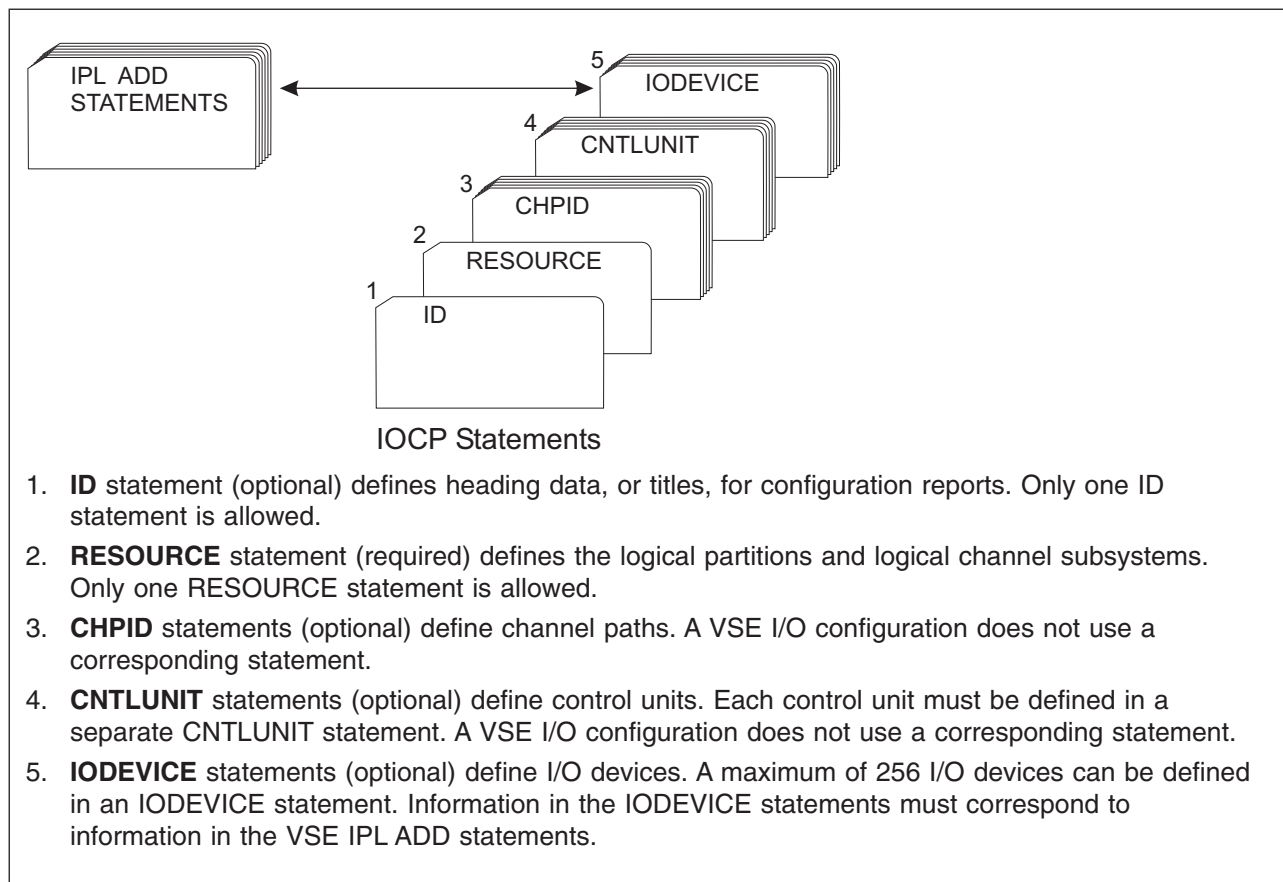 IPL ADD
STATEMENTS
5
IODEVICE
4
CNTLUNIT
3
CHPID
2
RESOURCE
1
ID
IOCP Statements
1. ID statement (optional) defines heading data, or titles, for configuration reports. Only one ID
statement is allowed.
2. RESOURCE statement (required) defines the logical partitions and logical channel subsystems.
Only one RESOURCE statement is allowed.
3. CHPID statements (optional) define channel paths. A VSE I/O configuration does not use a
corresponding statement.
4. CNTLUNIT statements (optional) define control units. Each control unit must be defined in a
separate CNTLUNIT statement. A VSE I/O configuration does not use a corresponding statement.
5. IODEVICE statements (optional) define I/O devices. A maximum of 256 I/O devices can be defined
in an IODEVICE statement. Information in the IODEVICE statements must correspond to
information in the VSE IPL ADD statements.